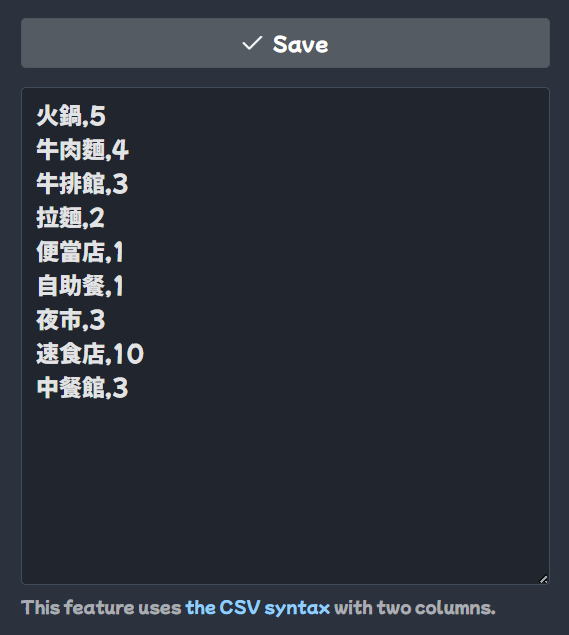 Save
火鍋,5
牛肉麵,4
牛排館,3
拉麵,2
便當店,1
自助餐,1
夜市,3
速食店,10
中餐館,3
This feature uses the CSV syntax with two columns.